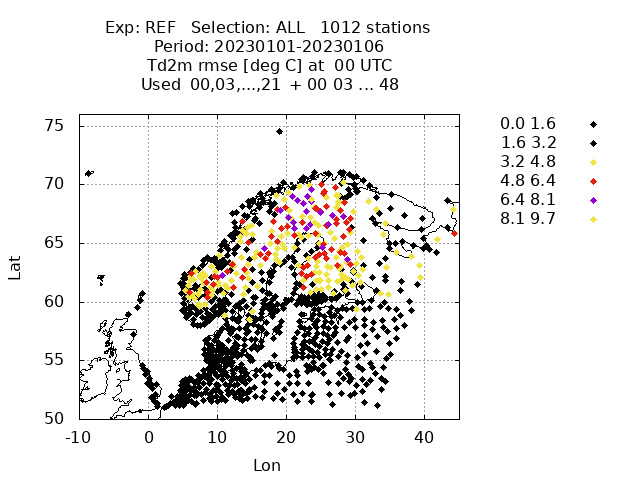 Exp: REF   Selection: ALL   1012 stations
Period: 20230101-20230106
Td2m rmse [deg C] at  00 UTC
Used  00,03,...,21  + 00 03 ... 48
0.0 1.6
1.6 3.2
3.2 4.8
4.8 6.4
6.4 8.1
8.1 9.7
75
70
65
60
55
50
Lat
-10 0 10 20 30 40
Lon